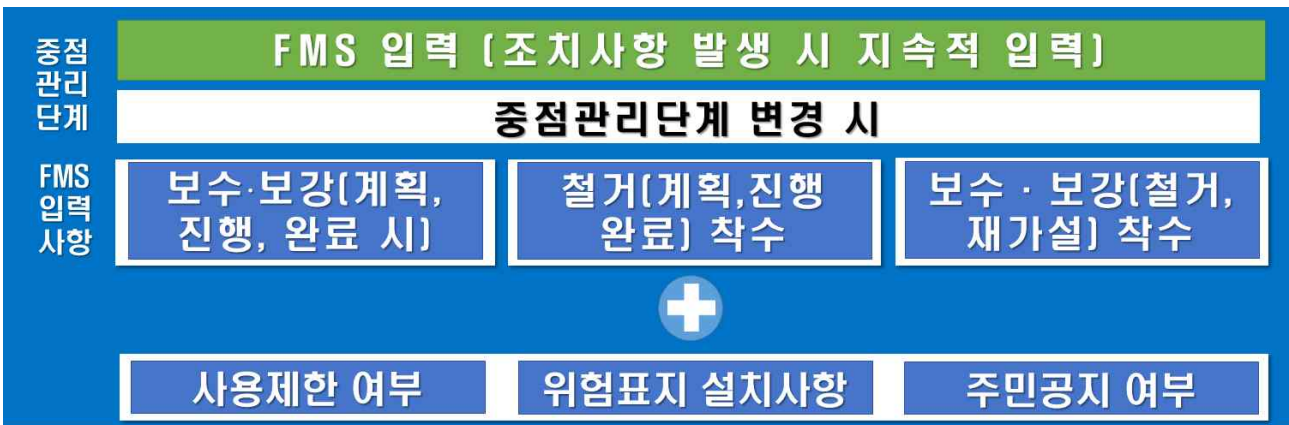 중점
관리
단계
FMS 입력 (조치사항 발생 시 지속적 입력)
중점관리단계 변경 시
FMS
입력
사항
보수·보강(계획,
진행, 완료 시)
철거(계획,진행
완료) 착수
보수 · 보강(철거,
재가설) 착수
사용제한 여부
위험표지 설치사항
주민공지 여부